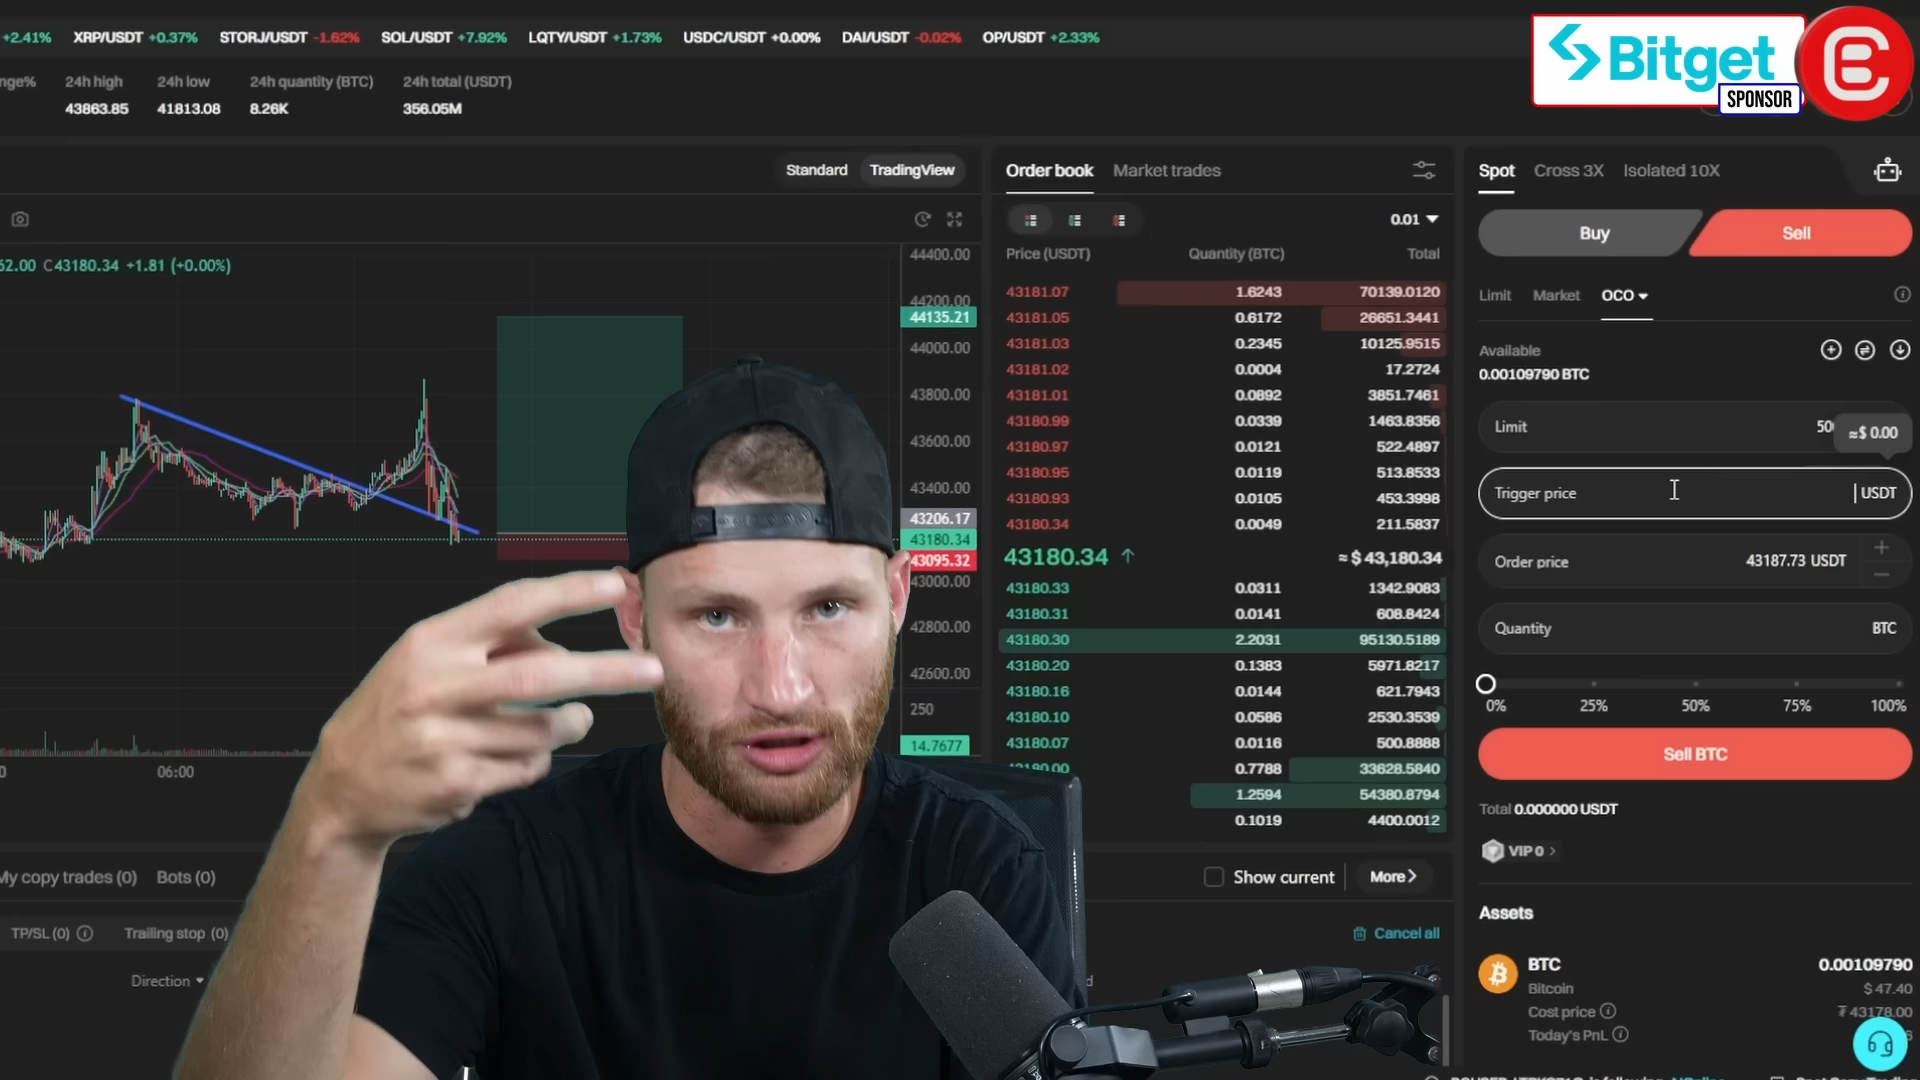 +2.41% XRP/USDT +0.37% STORJ/USDT -1.62% SOL/USDT +7.92% LQTY/USDT +1.73% USDC/USDT +0.00% DAI/USDT -0.02% OP/USDT +2.33%
Bitget
SPONSOR
nge% 24h high 24h low 24h quantity (BTC) 24h total (USDT)
43863.85 41813.08 8.26K 356.05M
Standard TradingView
62.00 C43180.34 +1.81 (+0.00%)
44400.00
44200.00
44135.21
44000.00
43800.00
43600.00
43400.00
43206.17
43180.34
43095.32
43000.00
42800.00
42600.00
250
14.7677
06:00
Order book Market trades
0.01
Price (USDT) Quantity (BTC) Total
43181.07 1.6243 70139.0120
43181.05 0.6172 26651.3441
43181.03 0.2345 10125.9515
43181.02 0.0004 17.2724
43181.01 0.0892 3851.7461
43180.99 0.0339 1463.8356
43180.97 0.0121 522.4897
43180.95 0.0119 513.8533
43180.93 0.0105 453.3998
43180.34 0.0049 211.5837
43180.34 ↑ ≈ $ 43,180.34
43180.33 0.0311 1342.9083
43180.31 0.0141 608.8424
43180.30 2.2031 95130.5189
43180.20 0.1383 5971.8217
43180.16 0.0144 621.7943
43180.10 0.0586 2530.3539
43180.07 0.0116 500.8888
43180.00 0.7788 33628.5840
1.2594 54380.8794
0.1019 4400.0012
Show current More >
Spot Cross 3X Isolated 10X
Buy Sell
Limit Market OCO
Available
0.00109790 BTC
Limit 50
≈$ 0.00
Trigger price USDT
Order price 43187.73 USDT
Quantity BTC
0% 25% 50% 75% 100%
Sell BTC
Total 0.000000 USDT
VIP 0 >
Assets
BTC 0.00109790
Bitcoin $ 47.40
Cost price ₮ 43178.00
Today's PnL
My copy trades (0) Bots (0)
TP/SL (0) Trailing stop (0)
Cancel all
Direction